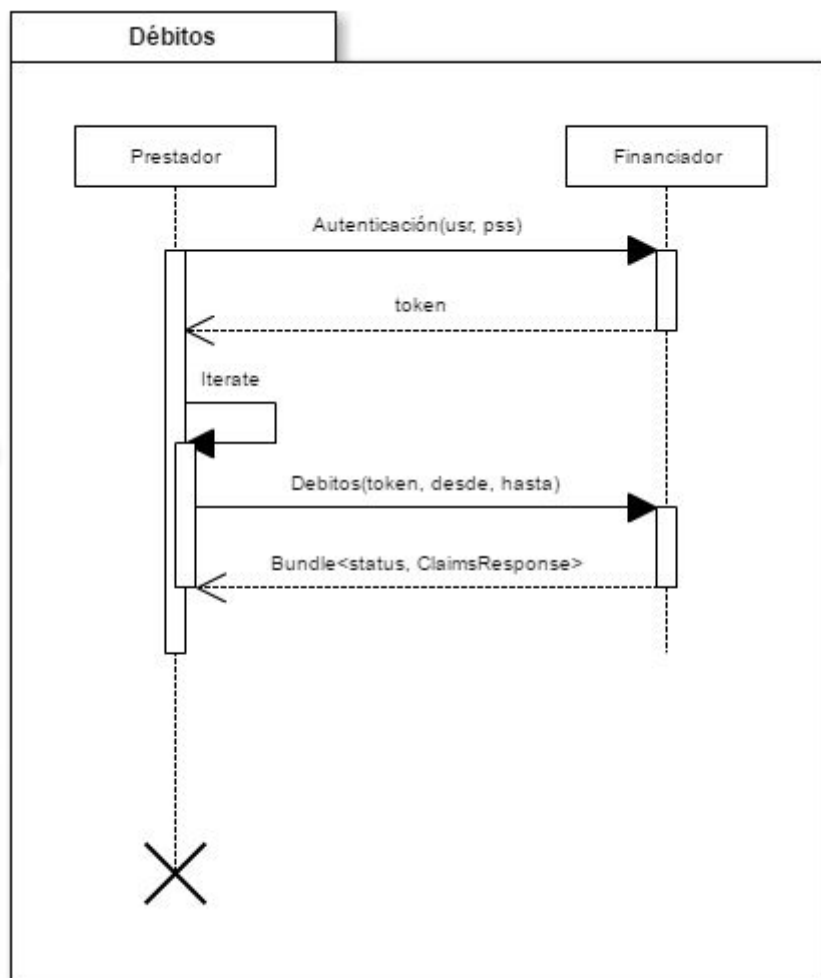 Débitos
Prestador
Financiador
Autenticación(usr, pss)
token
Iterate
Debitos(token, desde, hasta)
Bundle<status, ClaimsResponse>